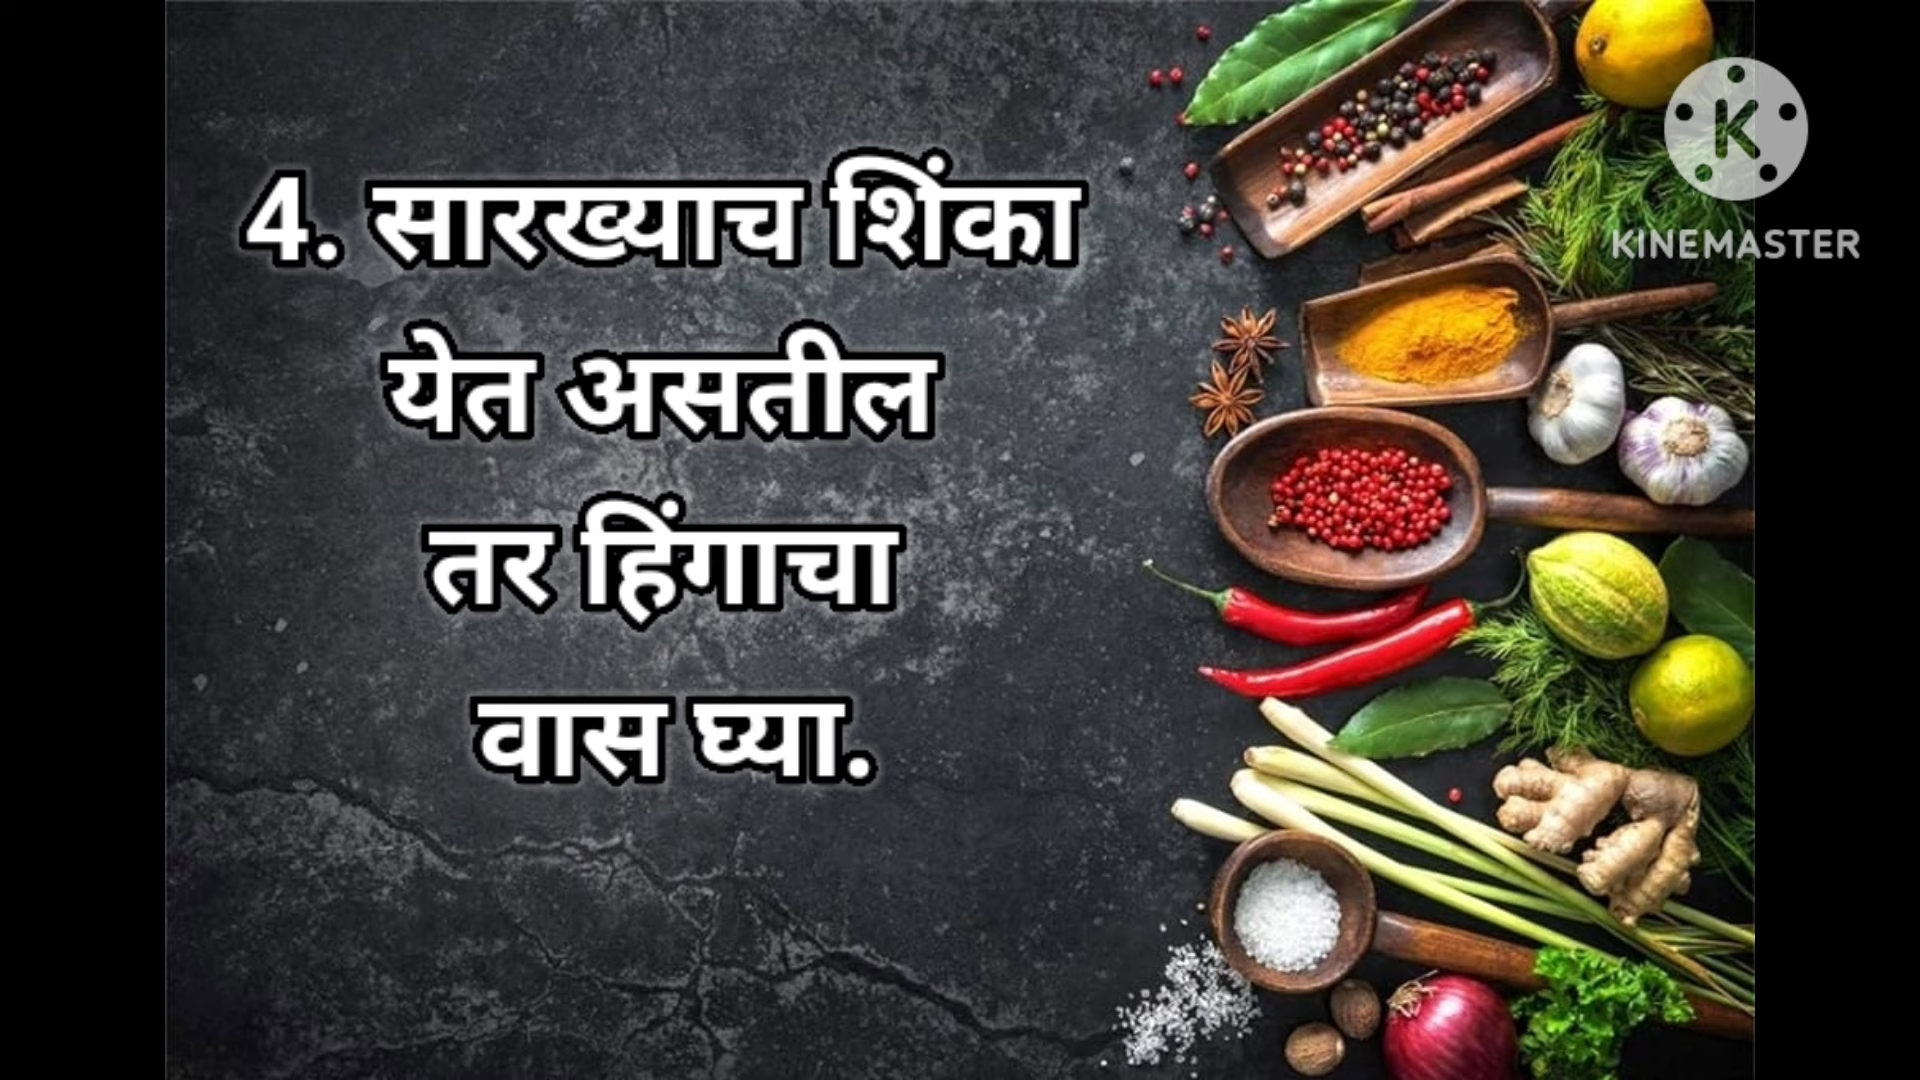 4. सारख्याच शिंका
येत असतील
तर हिंगाचा
वास घ्या.
K
KINEMASTER